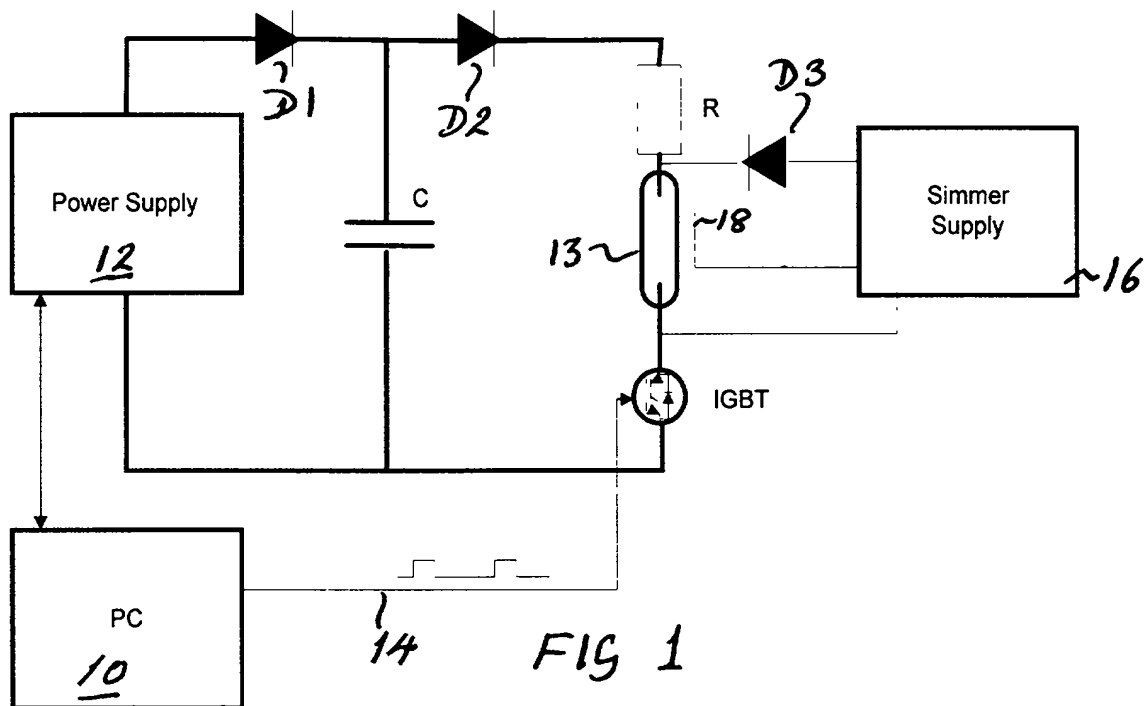 D1
D2
D3
R
Power Supply
12
C
13
18
Simmer
Supply
16
IGBT
PC
10
14
FIG 1